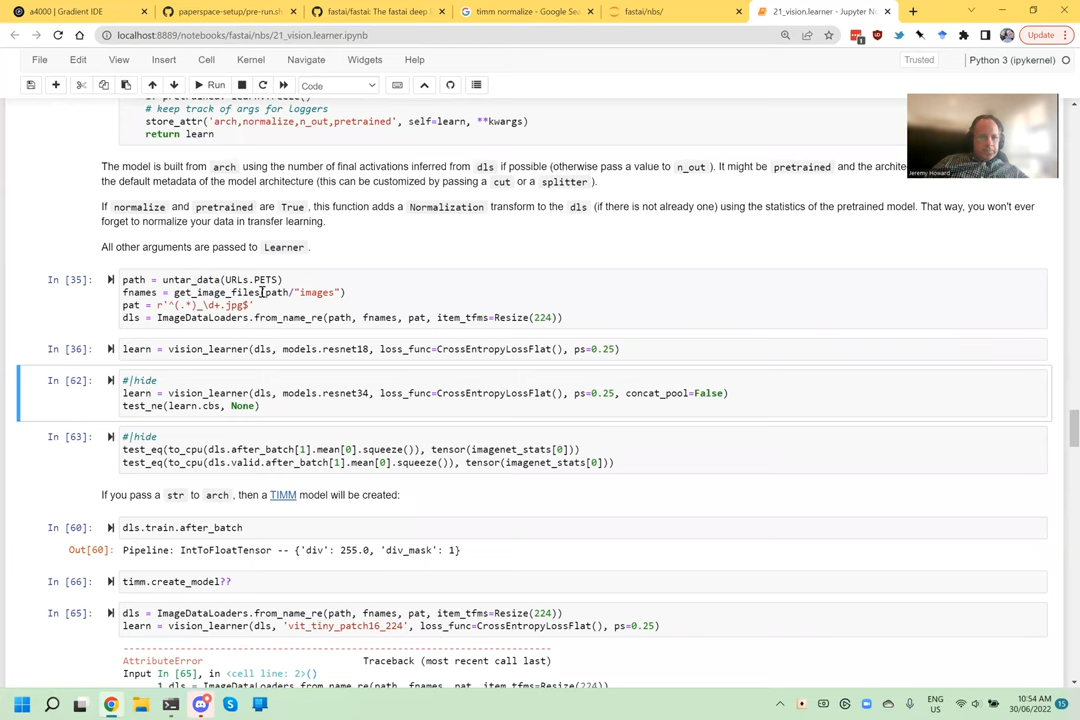 a4000 | Gradient
paperspace-setup/pre-run.sh
fastai/fastai: The fastai deep l
timm normalize - Google Sea
fastai/nbs/
21_vision.learner - Jupyter No
localhost:8889/notebooks/fastai/nbs/21_vision.learner.ipynb
Update
File Edit View Insert Cell Kernel Navigate Widgets Help
Trusted
Python 3 (ipykernel)
Run
Code
# keep track of args for loggers
store_attr('arch,normalize,n_out,pretrained', self=learn, **kwargs)
return learn
Jeremy Howard
The model is built from arch using the number of final activations inferred from dls if possible (otherwise pass a value to n_out ). It might be pretrained and the archite
the default metadata of the model architecture (this can be customized by passing a cut or a splitter ).
If normalize and pretrained are True , this function adds a Normalization transform to the dls (if there is not already one) using the statistics of the pretrained model. That way, you won't ever
forget to normalize your data in transfer learning.
All other arguments are passed to Learner .
In [35]: path = untar_data(URLs.PETS)
fnames = get_image_files(path/"images")
pat = r'^(.*)_\d+.jpg$'
dls = ImageDataLoaders.from_name_re(path, fnames, pat, item_tfms=Resize(224))
In [36]: learn = vision_learner(dls, models.resnet18, loss_func=CrossEntropyLossFlat(), ps=0.25)
In [62]: #|hide
learn = vision_learner(dls, models.resnet34, loss_func=CrossEntropyLossFlat(), ps=0.25, concat_pool=False)
test_ne(learn.cbs, None)
In [63]: #|hide
test_eq(to_cpu(dls.after_batch[1].mean[0].squeeze()), tensor(imagenet_stats[0]))
test_eq(to_cpu(dls.valid.after_batch[1].mean[0].squeeze()), tensor(imagenet_stats[0]))
If you pass a str to arch , then a TIMM model will be created:
In [60]: dls.train.after_batch
Out[60]: Pipeline: IntToFloatTensor -- {'div': 255.0, 'div_mask': 1}
In [66]: timm.create_model??
In [65]: dls = ImageDataLoaders.from_name_re(path, fnames, pat, item_tfms=Resize(224))
learn = vision_learner(dls, 'vit_tiny_patch16_224', loss_func=CrossEntropyLossFlat(), ps=0.25)
---------------------------------------------------------------------------
AttributeError Traceback (most recent call last)
Input In [65], in <cell line: 2>()
1 dls = ImageDataLoaders.from_name_re(path, fnames, pat, item_tfms=Resize(224))
ENG
US
10:54 AM
30/06/2022
15